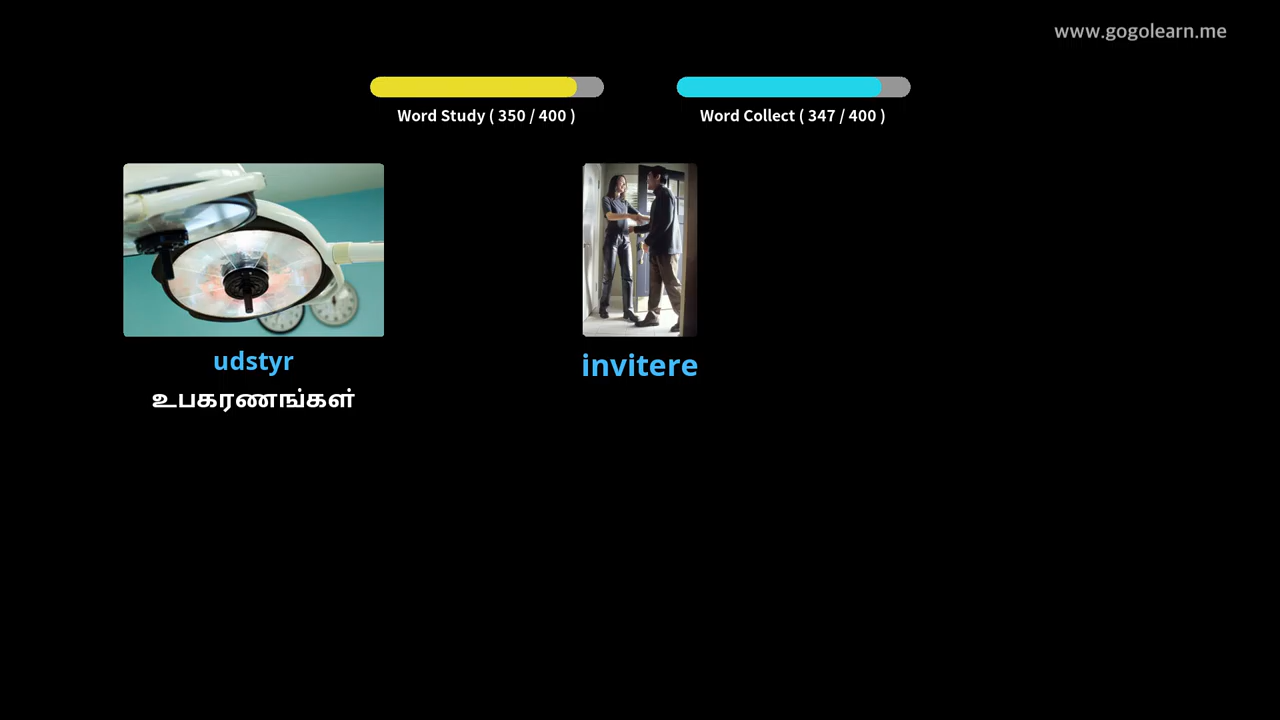 www.gogolearn.me
Word Study ( 350 / 400 )
Word Collect ( 347 / 400 )
udstyr
உபகரணங்கள்
invitere